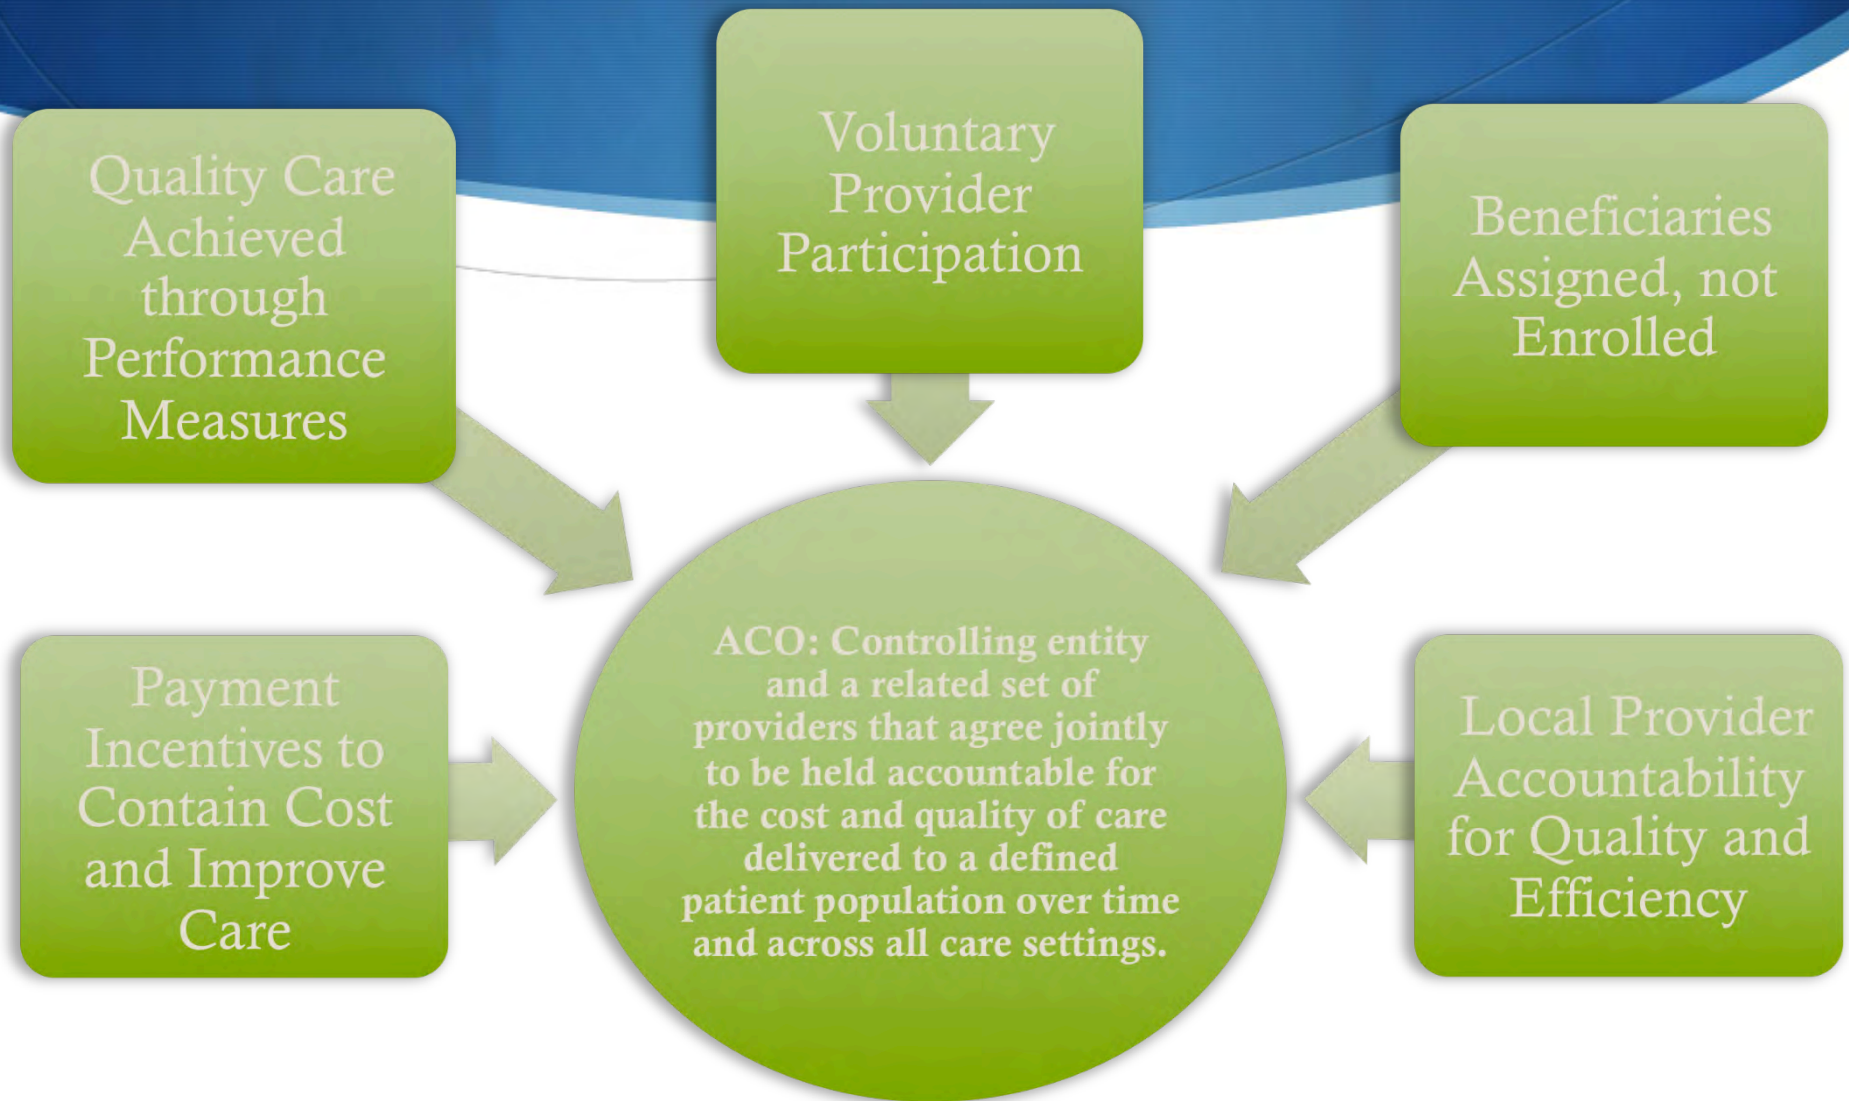 Quality Care
Achieved
through
Performance
Measures
Voluntary
Provider
Participation
Beneficiaries
Assigned, not
Enrolled
Payment
Incentives to
Contain Cost
and Improve
Care
ACO: Controlling entity
and a related set of
providers that agree jointly
to be held accountable for
the cost and quality of care
delivered to a defined
patient population over time
and across all care settings.
Local Provider
Accountability
for Quality and
Efficiency